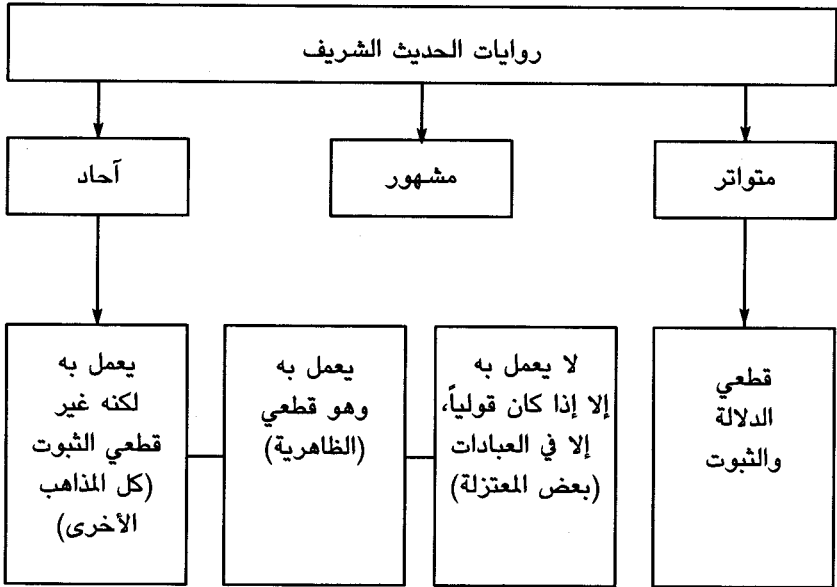 روايات الحديث الشريف
متواتر
مشهور
آحاد
قطعي
الدلالة
والثبوت
لا يعمل به
إلا إذا كان قولياً،
إلا في العبادات
(بعض المعتزلة)
يعمل به
وهو قطعي
(الظاهرية)
يعمل به
لكنه غير
قطعي الثبوت
(كل المذاهب
الأخرى)